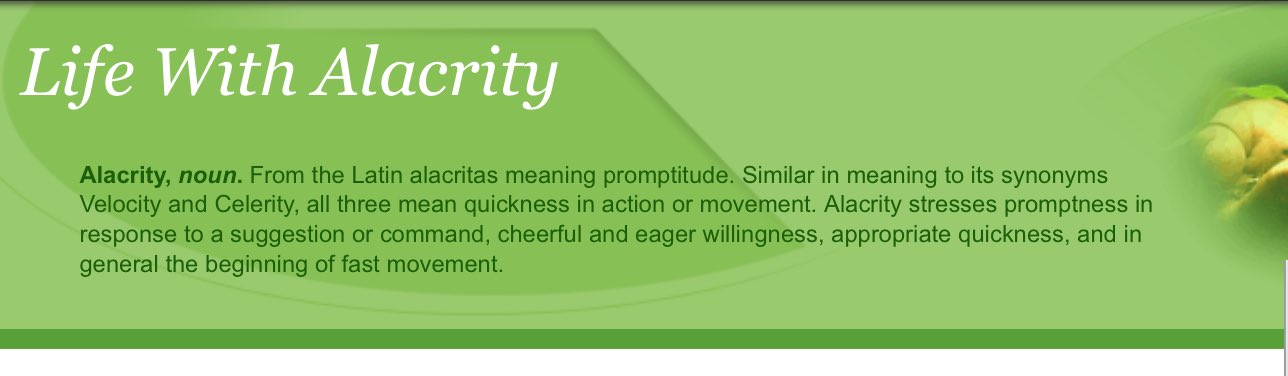 Life With Alacrity
Alacrity, noun. From the Latin alacritas meaning promptitude. Similar in meaning to its synonyms
Velocity and Celerity, all three mean quickness in action or movement. Alacrity stresses promptness in
response to a suggestion or command, cheerful and eager willingness, appropriate quickness, and in
general the beginning of fast movement.